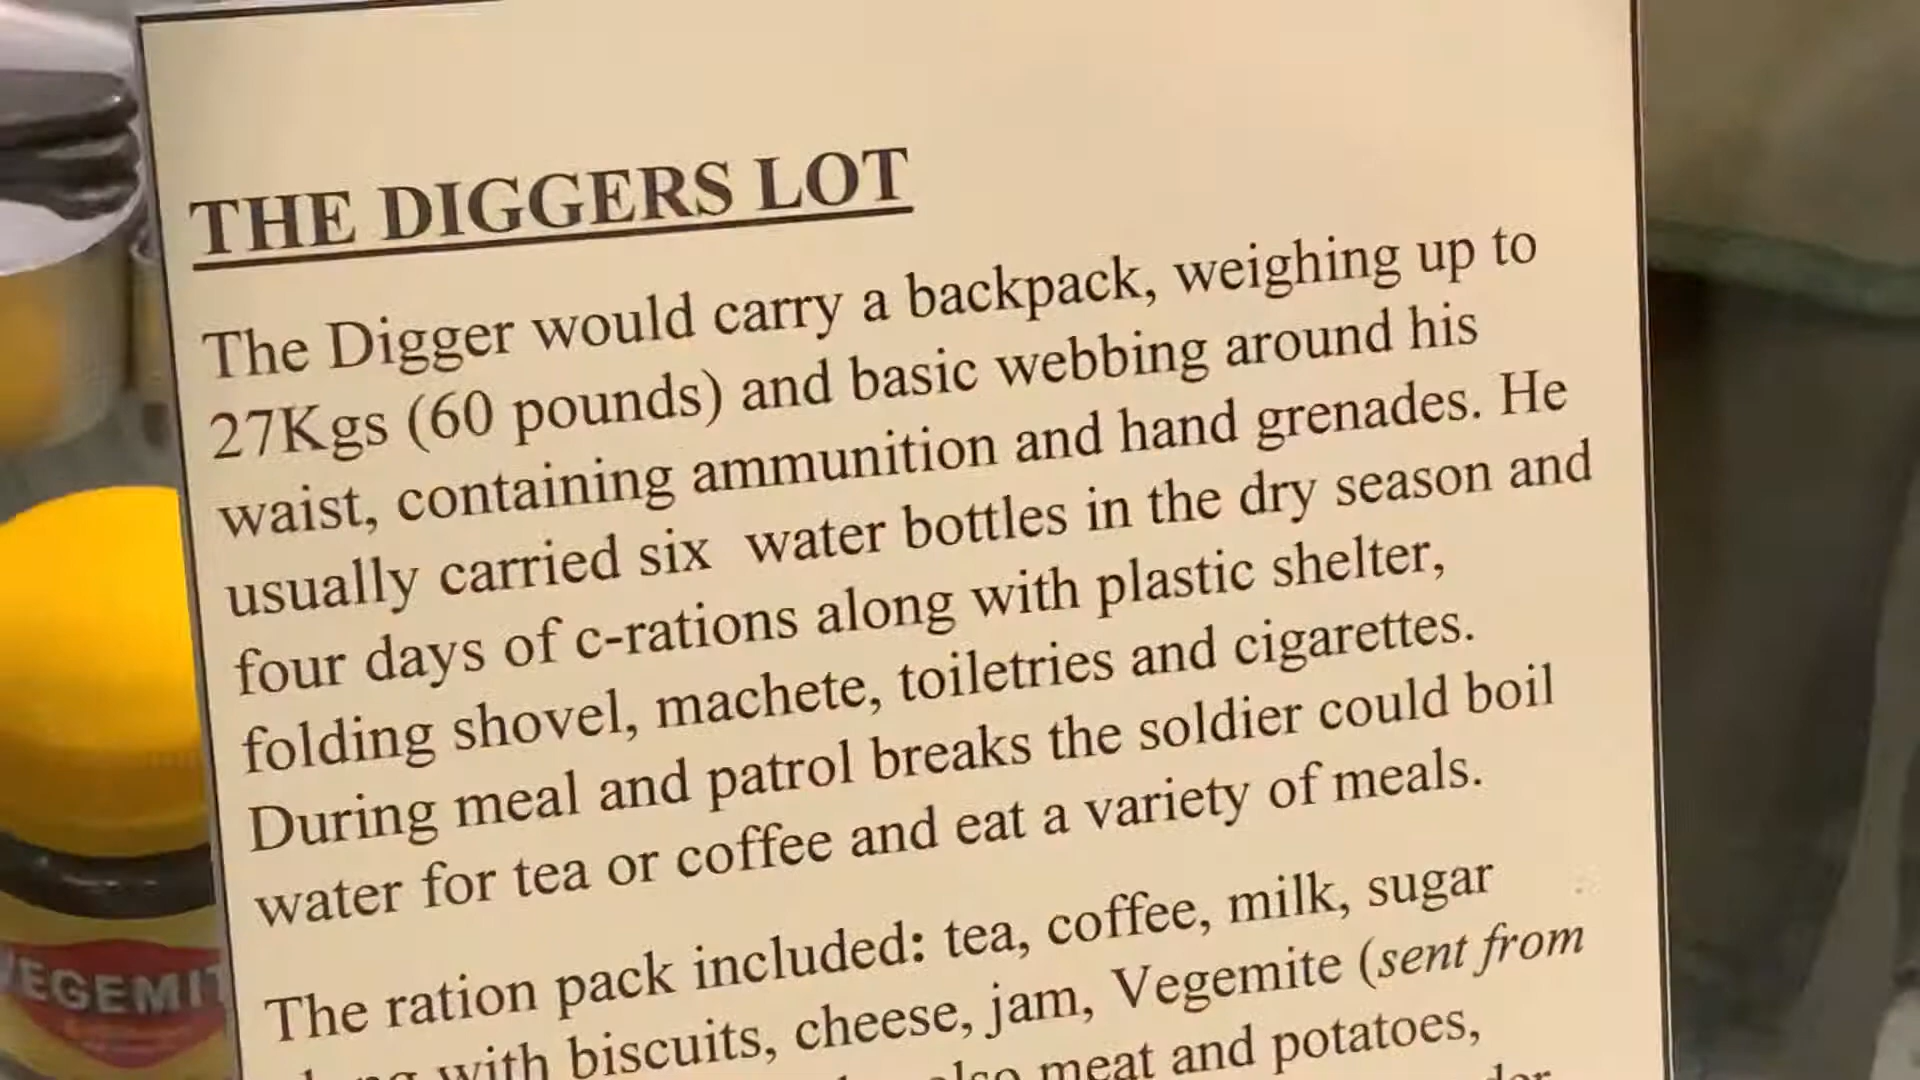 THE DIGGERS LOT
The Digger would carry a backpack, weighing up to
27Kgs (60 pounds) and basic webbing around his
waist, containing ammunition and hand grenades. He
usually carried six water bottles in the dry season and
four days of c-rations along with plastic shelter,
folding shovel, machete, toiletries and cigarettes.
During meal and patrol breaks the soldier could boil
water for tea or coffee and eat a variety of meals.
The ration pack included: tea, coffee, milk, sugar
along with biscuits, cheese, jam, Vegemite (sent from
also meat and potatoes,
VEGEMIT